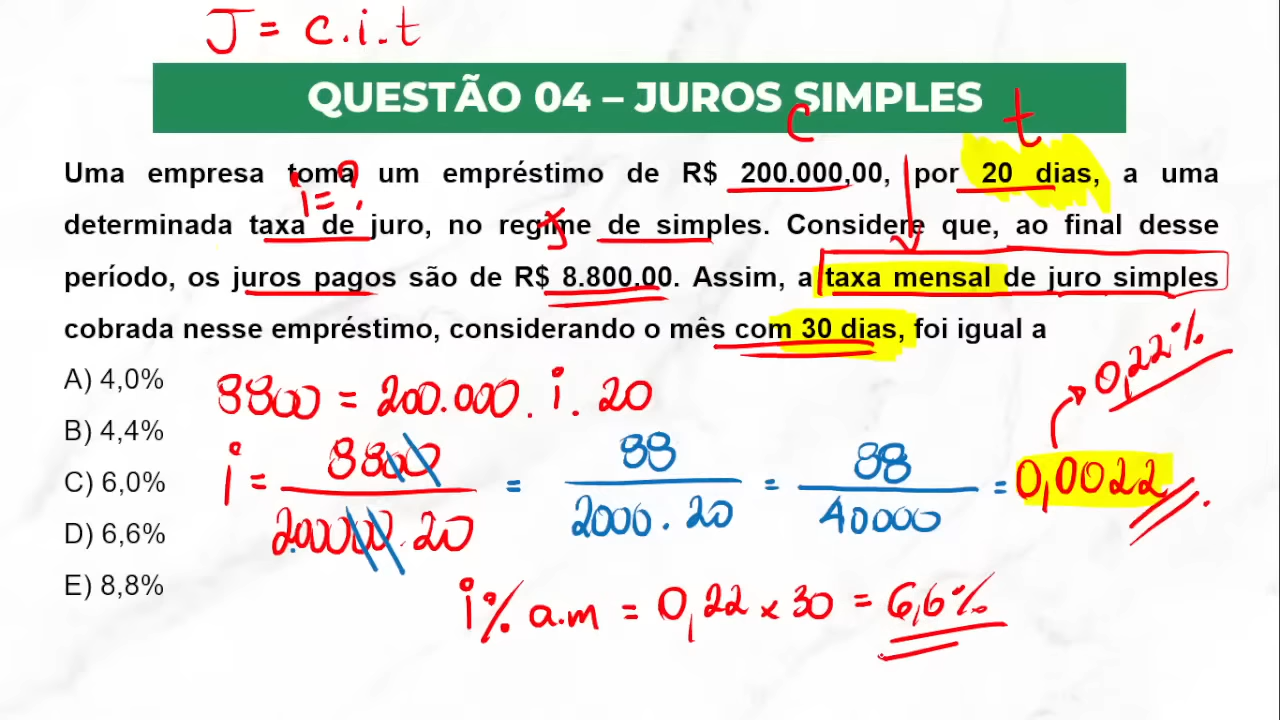 J = c.i.t
QUESTÃO 04 – JUROS SIMPLES
c t
Uma empresa toma um empréstimo de R$ 200.000,00, por 20 dias, a uma
i = ?
determinada taxa de juro, no regime de simples. Considere que, ao final desse
J
período, os juros pagos são de R$ 8.800,00. Assim, a taxa mensal de juro simples
cobrada nesse empréstimo, considerando o mês com 30 dias, foi igual a
0,22%
A) 4,0%
8800 = 200.000 . i . 20
B) 4,4%
i = 8800 / 200000 . 20 = 88 / 2000 . 20 = 88 / 40000 = 0,0022
C) 6,0%
D) 6,6%
E) 8,8%
i% a.m = 0,22 x 30 = 6,6%